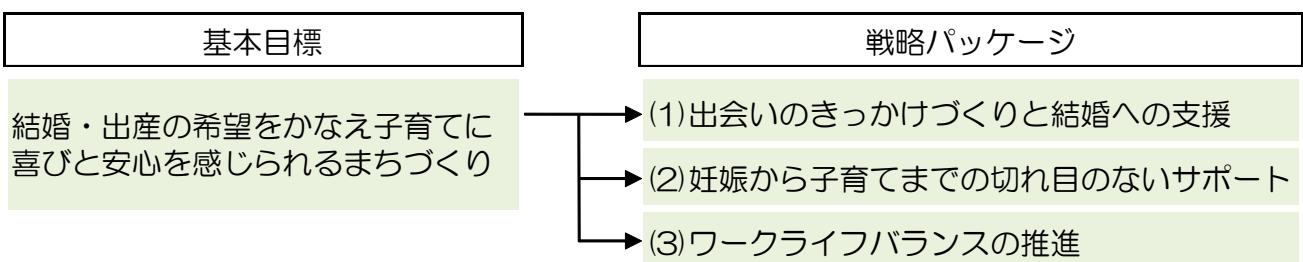 基本目標
戦略パッケージ
結婚・出産の希望をかなえ子育てに
喜びと安心を感じられるまちづくり
(1)出会いのきっかけづくりと結婚への支援
(2)妊娠から子育てまでの切れ目のないサポート
(3)ワークライフバランスの推進